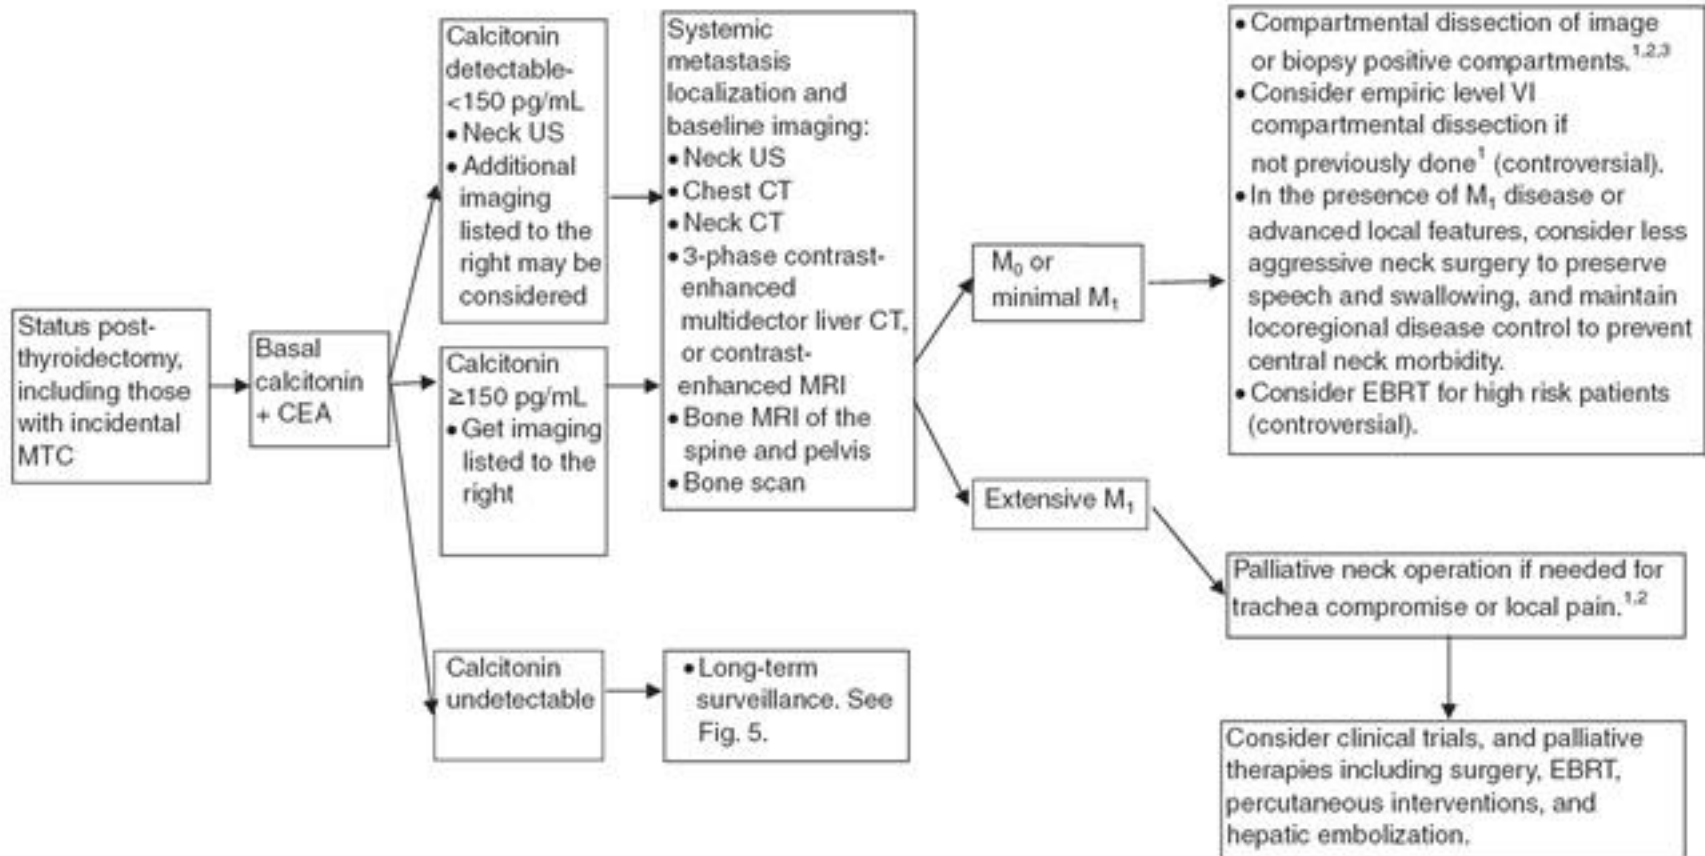 Status post-
thyroidectomy,
including those
with incidental
MTC
Basal
calcitonin
+ CEA
Calcitonin
detectable-
<150 pg/mL
• Neck US
• Additional
imaging
listed to the
right may be
considered
Calcitonin
≥150 pg/mL
• Get imaging
listed to the
right
Calcitonin
undetectable
Systemic
metastasis
localization and
baseline imaging:
• Neck US
• Chest CT
• Neck CT
• 3-phase contrast-
enhanced
multidector liver CT,
or contrast-
enhanced MRI
• Bone MRI of the
spine and pelvis
• Bone scan
• Long-term
surveillance. See
Fig. 5.
M₀ or
minimal M₁
Extensive M₁
• Compartmental dissection of image
or biopsy positive compartments.¹,²,³
• Consider empiric level VI
compartmental dissection if
not previously done¹ (controversial).
• In the presence of M₁ disease or
advanced local features, consider less
aggressive neck surgery to preserve
speech and swallowing, and maintain
locoregional disease control to prevent
central neck morbidity.
• Consider EBRT for high risk patients
(controversial).
Palliative neck operation if needed for
trachea compromise or local pain.¹,²
Consider clinical trials, and palliative
therapies including surgery, EBRT,
percutaneous interventions, and
hepatic embolization.